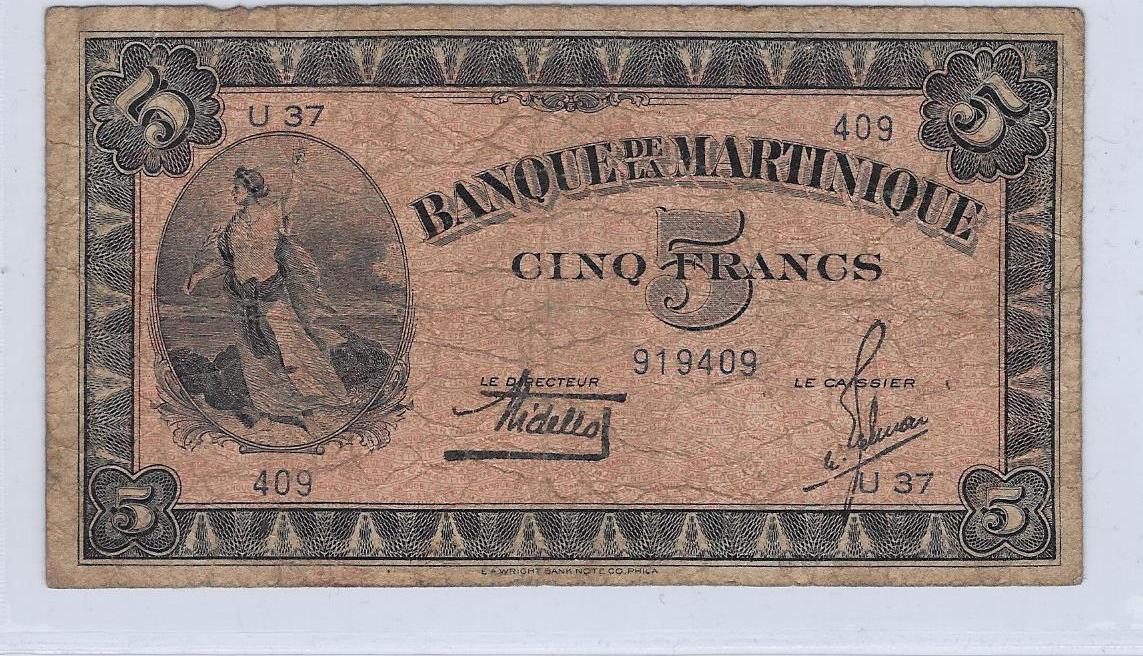 5
5
U 37
409
BANQUE DE LA MARTINIQUE
5
CINQ FRANCS
919409
LE DIRECTEUR
LE CAISSIER
409
U 37
5
5
E.A. WRIGHT BANK NOTE CO. PHILA